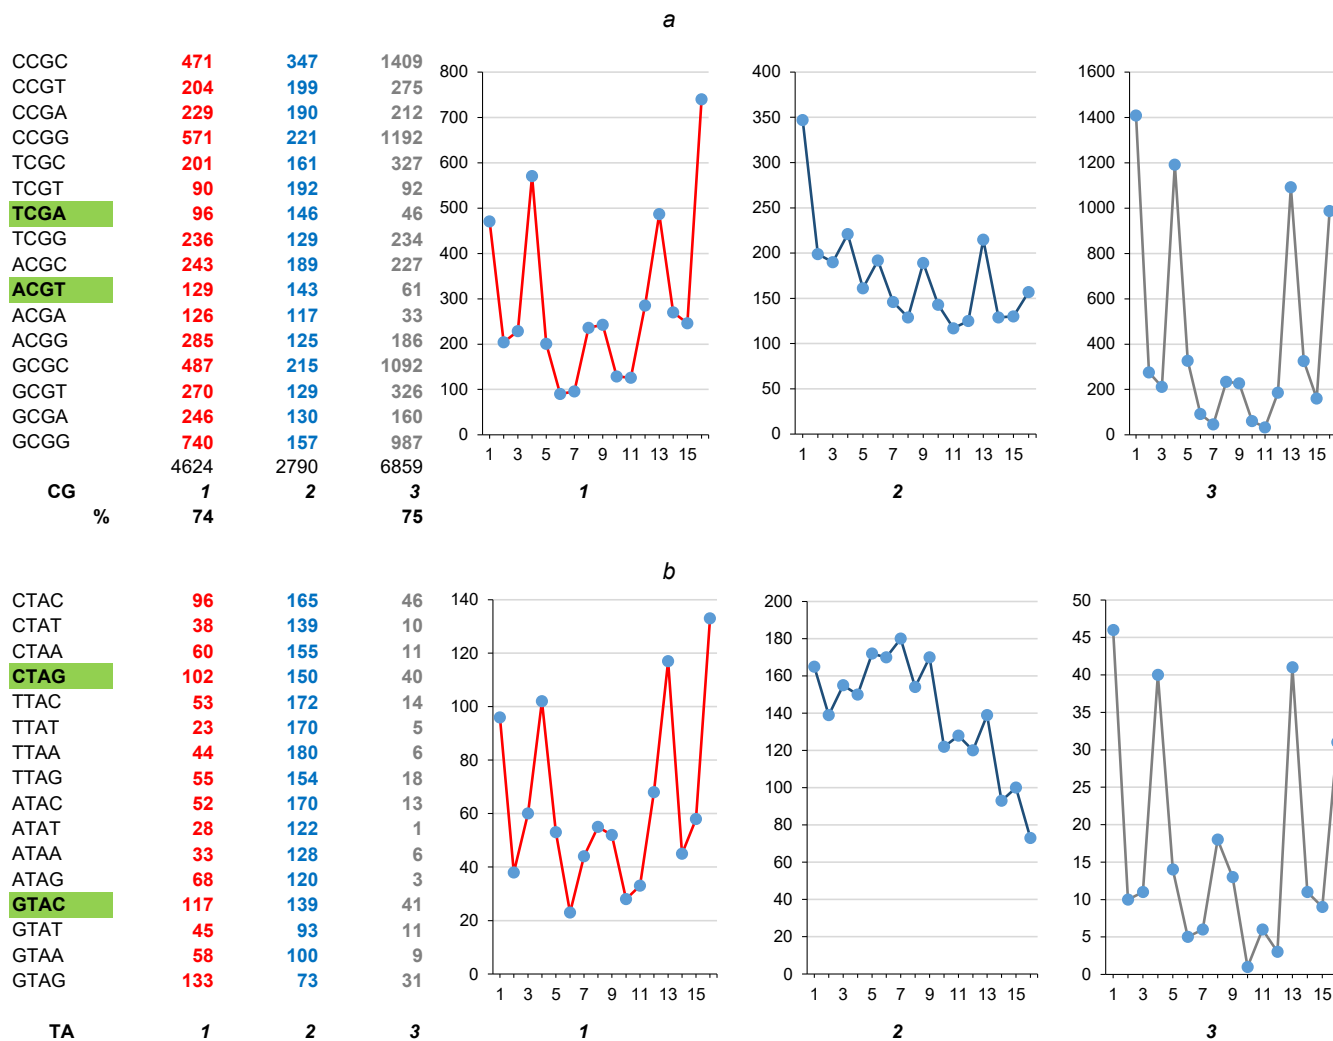 a
CCGC 471 347 1409
CCGT 204 199 275
CCGA 229 190 212
CCGG 571 221 1192
TCGC 201 161 327
TCGT 90 192 92
TCGA 96 146 46
TCGG 236 129 234
ACGC 243 189 227
ACGT 129 143 61
ACGA 126 117 33
ACGG 285 125 186
GCGC 487 215 1092
GCGT 270 129 326
GCGA 246 130 160
GCGG 740 157 987
4624 2790 6859
CG 1 2 3
% 74 75
800
700
600
500
400
300
200
100
0
1 3 5 7 9 11 13 15
1
400
350
300
250
200
150
100
50
0
1 3 5 7 9 11 13 15
2
1600
1400
1200
1000
800
600
400
200
0
1 3 5 7 9 11 13 15
3
b
CTAC 96 165 46
CTAT 38 139 10
CTAA 60 155 11
CTAG 102 150 40
TTAC 53 172 14
TTAT 23 170 5
TTAA 44 180 6
TTAG 55 154 18
ATAC 52 170 13
ATAT 28 122 1
ATAA 33 128 6
ATAG 68 120 3
GTAC 117 139 41
GTAT 45 93 11
GTAA 58 100 9
GTAG 133 73 31
TA 1 2 3
140
120
100
80
60
40
20
0
1 3 5 7 9 11 13 15
1
200
180
160
140
120
100
80
60
40
20
0
1 3 5 7 9 11 13 15
2
50
45
40
35
30
25
20
15
10
5
0
1 3 5 7 9 11 13 15
3